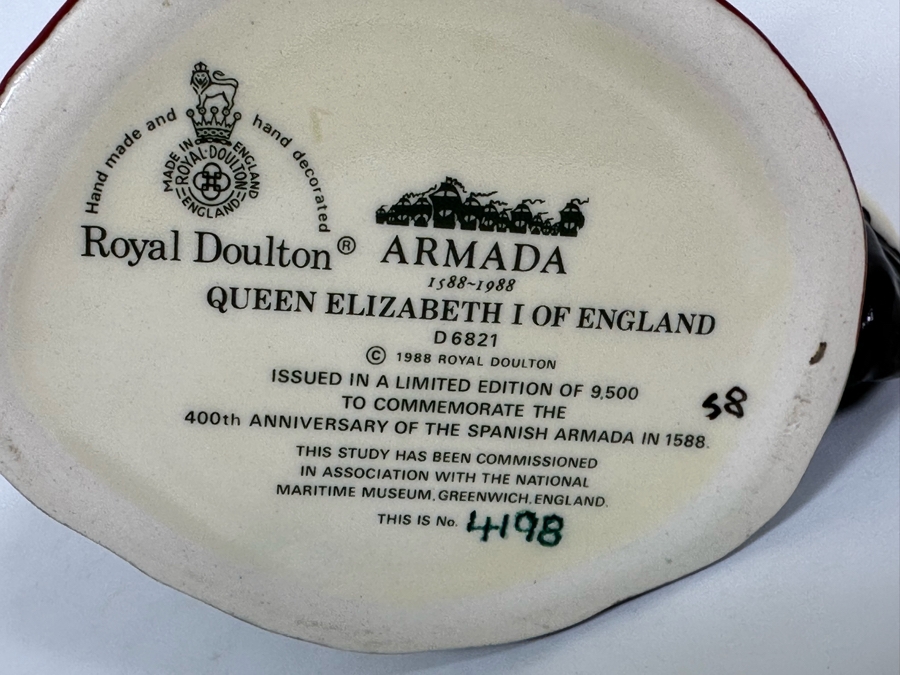 Hand made and hand decorated
MADE IN ENGLAND
ROYAL·DOULTON
ENGLAND
Royal Doulton®
ARMADA
1588~1988
QUEEN ELIZABETH I OF ENGLAND
D 6821
© 1988 ROYAL DOULTON
ISSUED IN A LIMITED EDITION OF 9,500
TO COMMEMORATE THE
400th ANNIVERSARY OF THE SPANISH ARMADA IN 1588.
58
THIS STUDY HAS BEEN COMMISSIONED
IN ASSOCIATION WITH THE NATIONAL
MARITIME MUSEUM, GREENWICH, ENGLAND.
THIS IS No. 4198